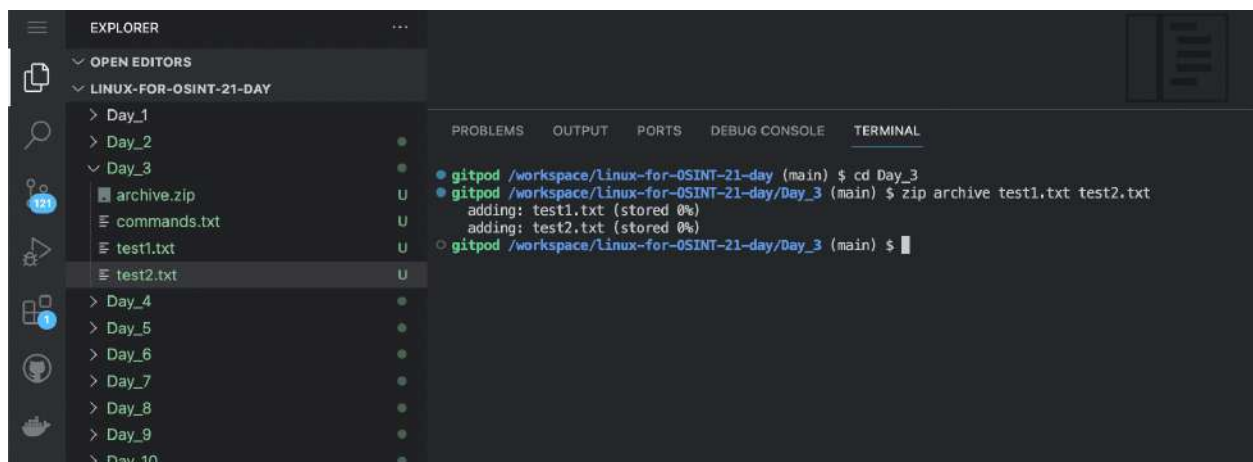 EXPLORER
OPEN EDITORS
LINUX-FOR-OSINT-21-DAY
Day_1
Day_2
Day_3
archive.zip U
commands.txt U
test1.txt U
test2.txt U
Day_4
Day_5
Day_6
Day_7
Day_8
Day_9
Day_10
121
1
PROBLEMS OUTPUT PORTS DEBUG CONSOLE TERMINAL
gitpod /workspace/linux-for-OSINT-21-day (main) $ cd Day_3
gitpod /workspace/linux-for-OSINT-21-day/Day_3 (main) $ zip archive test1.txt test2.txt
adding: test1.txt (stored 0%)
adding: test2.txt (stored 0%)
gitpod /workspace/linux-for-OSINT-21-day/Day_3 (main) $